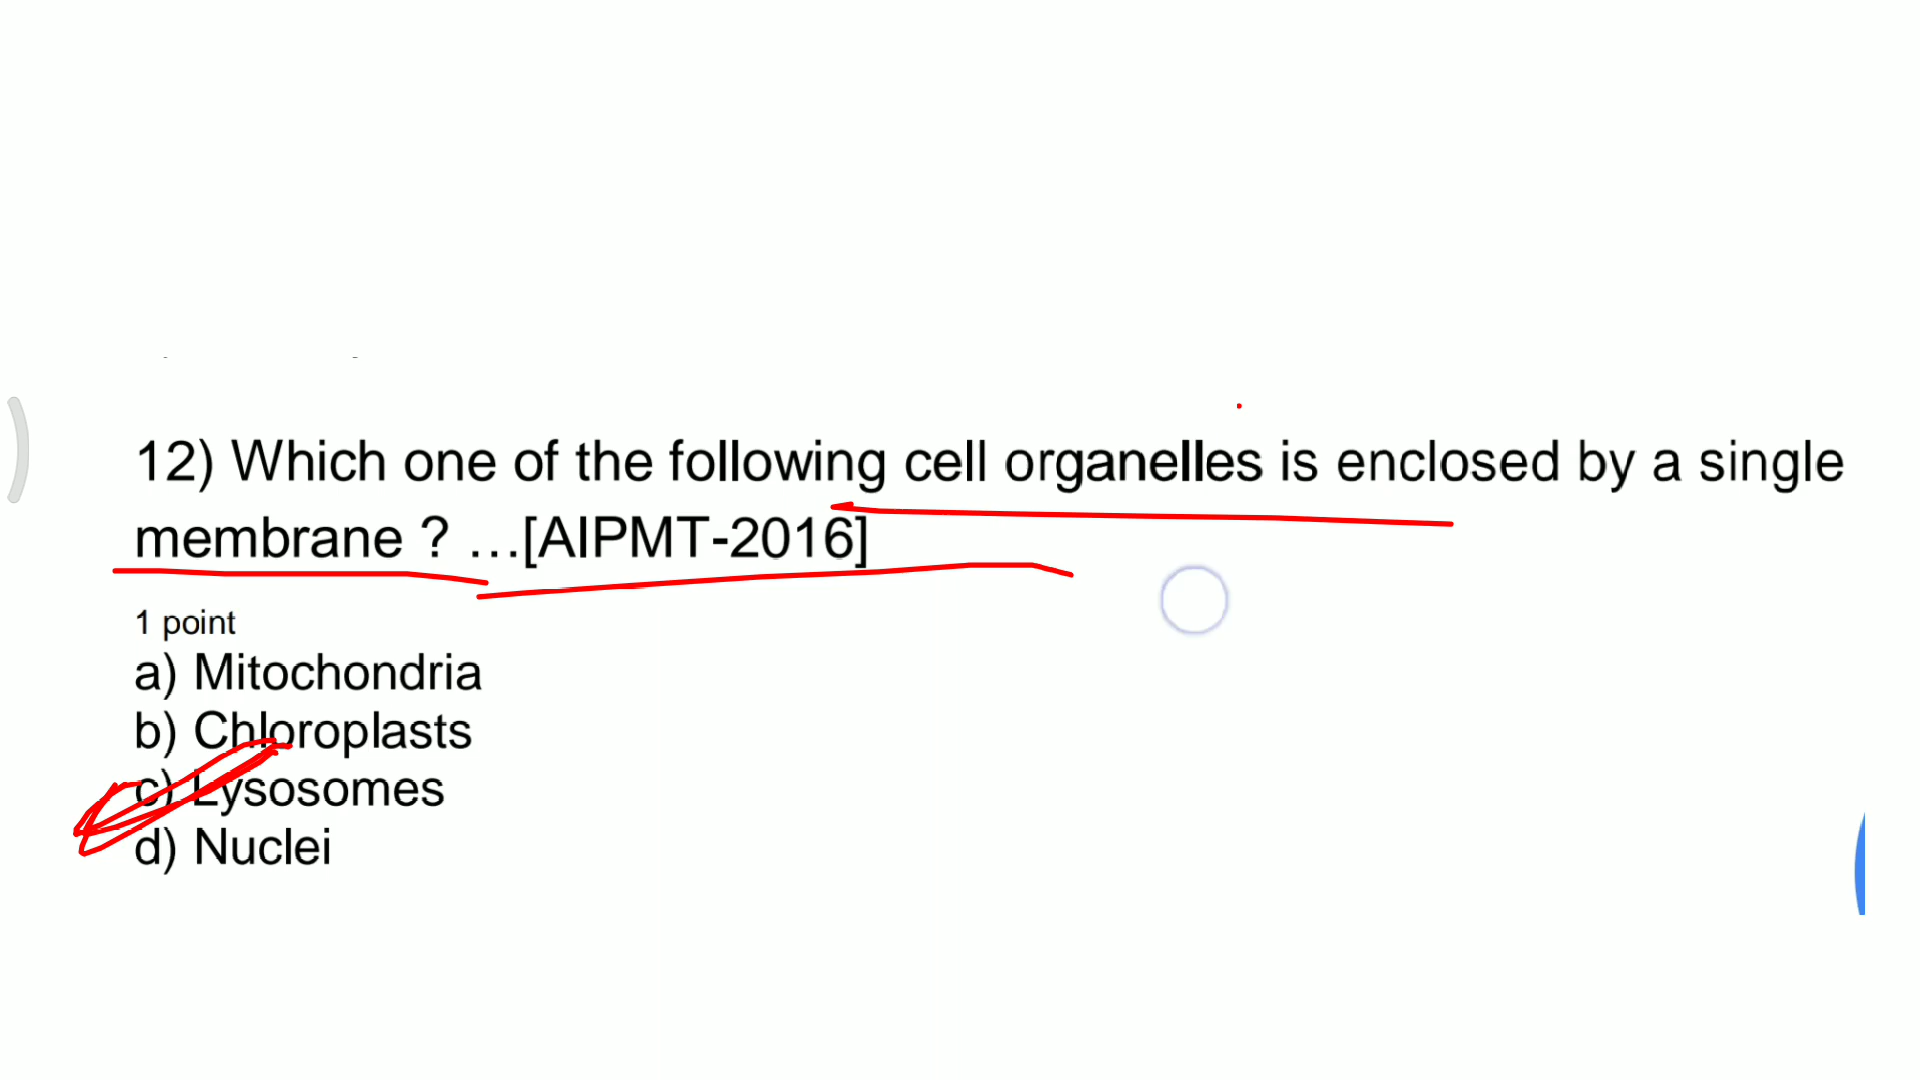 12) Which one of the following cell organelles is enclosed by a single
membrane ? ...[AIPMT-2016]
1 point
a) Mitochondria
b) Chloroplasts
c) Lysosomes
d) Nuclei